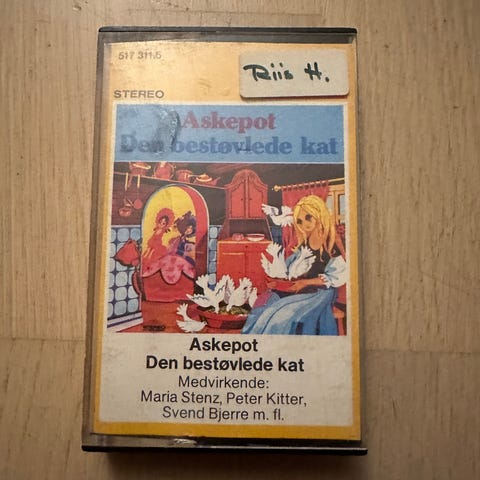 517 311.5
Riis H.
STEREO
Askepot
Den bestøvlede kat
Askepot
Den bestøvlede kat
Medvirkende:
Maria Stenz, Peter Kitter,
Svend Bjerre m. fl.